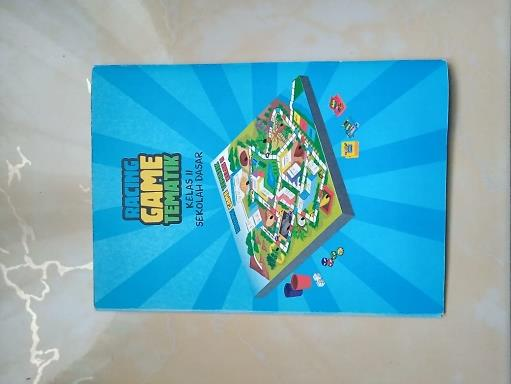 RACING
GAME
TEMATIK
KELAS II
SEKOLAH DASAR